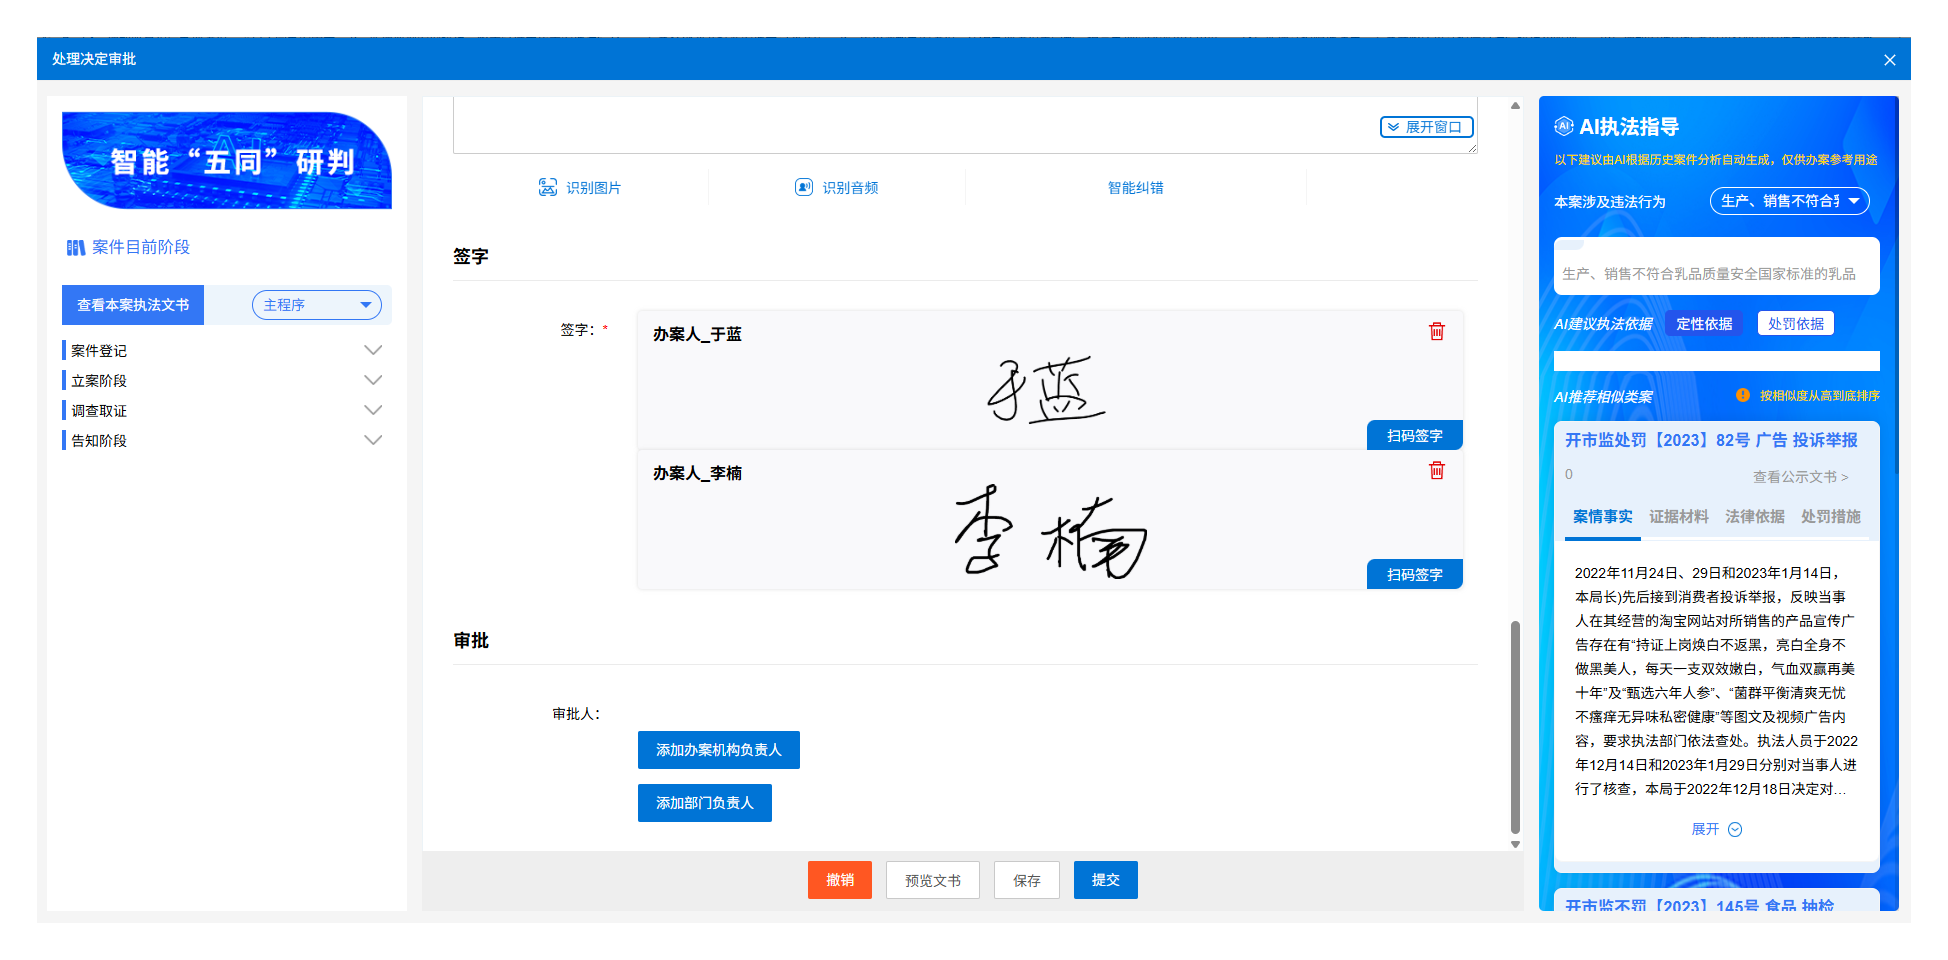 处理决定审批
智能“五同”研判
案件目前阶段
查看本案执法文书 主程序
案件登记
立案阶段
调查取证
告知阶段
展开窗口
识别图片 识别音频 智能纠错
签字
签字：*
办案人_于蓝
于蓝
扫码签字
办案人_李楠
李楠
扫码签字
审批
审批人：
添加办案机构负责人
添加部门负责人
撤销 预览文书 保存 提交
AI执法指导
以下建议由AI根据历史案件分析自动生成，仅供办案参考用途
本案涉及违法行为 生产、销售不符合
生产、销售不符合乳品质量安全国家标准的乳品
AI建议执法依据 定性依据 处罚依据
AI推荐相似类案 按相似度从高到底排序
开市监处罚【2023】82号 广告 投诉举报
0 查看公示文书 >
案情事实 证据材料 法律依据 处罚措施
2022年11月24日、29日和2023年1月14日，
本局长)先后接到消费者投诉举报，反映当事
人在其经营的淘宝网站对所销售的产品宣传广
告存在有“持证上岗焕白不返黑，亮白全身不
做黑美人，每天一支双效嫩白，气血双赢再美
十年”及“甄选六年人参”、“菌群平衡清爽无忧
不瘙痒无异味私密健康”等图文及视频广告内
容，要求执法部门依法查处。执法人员于2022
年12月14日和2023年1月29日分别对当事人进
行了核查，本局于2022年12月18日决定对...
展开
开市监不罚【2023】145号 食品 抽检